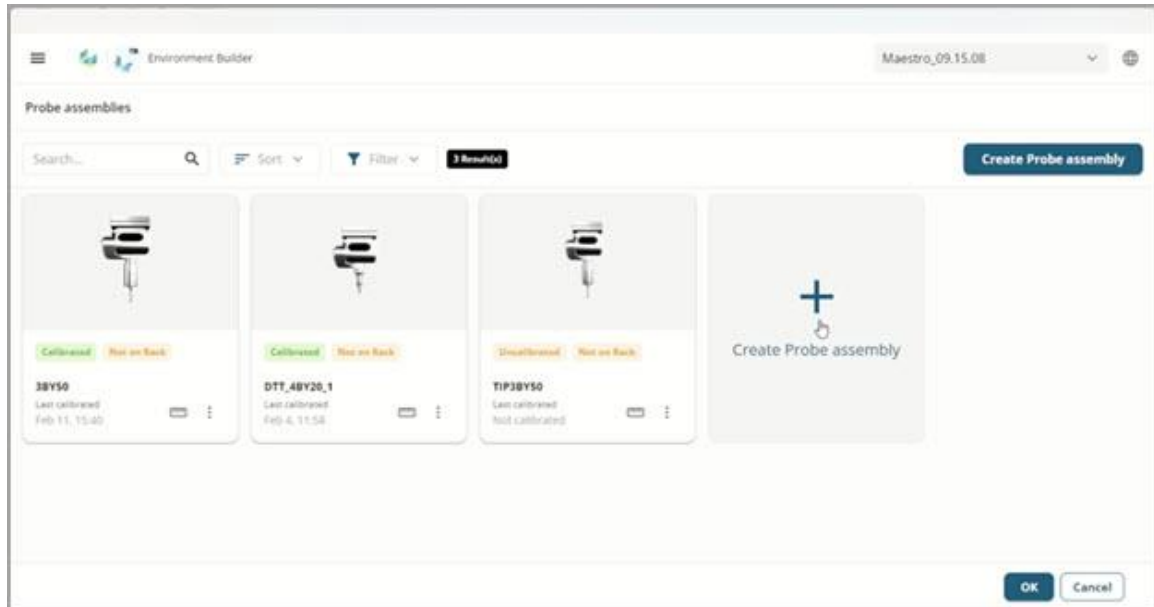 Environment Builder
Maestro_09.15.08
Probe assemblies
Search...
Sort
Filter
3 Result(s)
Create Probe assembly
Calibrated
Not on Rack
3BY50
Last calibrated
Feb 11, 15:40
Calibrated
Not on Rack
DTT_4BY20_1
Last calibrated
Feb 4, 11:58
Uncalibrated
Not on Rack
TIP3BY50
Last calibrated
Not calibrated
Create Probe assembly
OK
Cancel